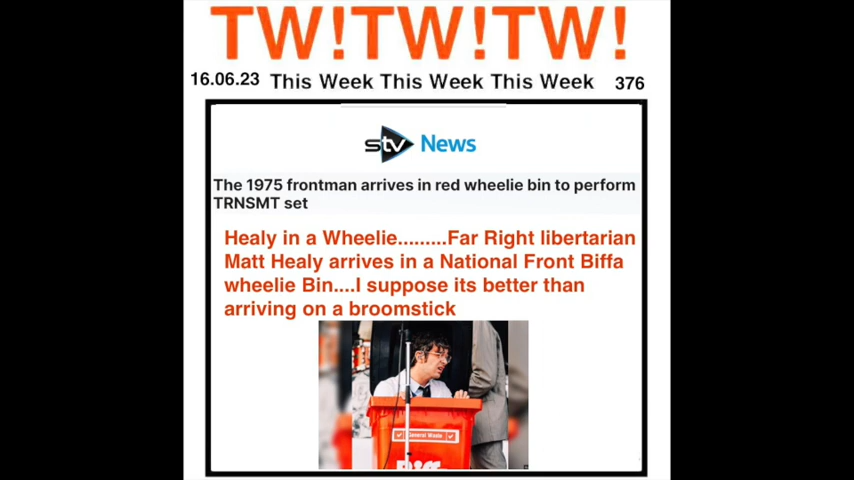 TW!TW!TW!
16.06.23 This Week This Week This Week 376
stv News
The 1975 frontman arrives in red wheelie bin to perform
TRNSMT set
Healy in a Wheelie.........Far Right libertarian
Matt Healy arrives in a National Front Biffa
wheelie Bin....I suppose its better than
arriving on a broomstick
General Waste